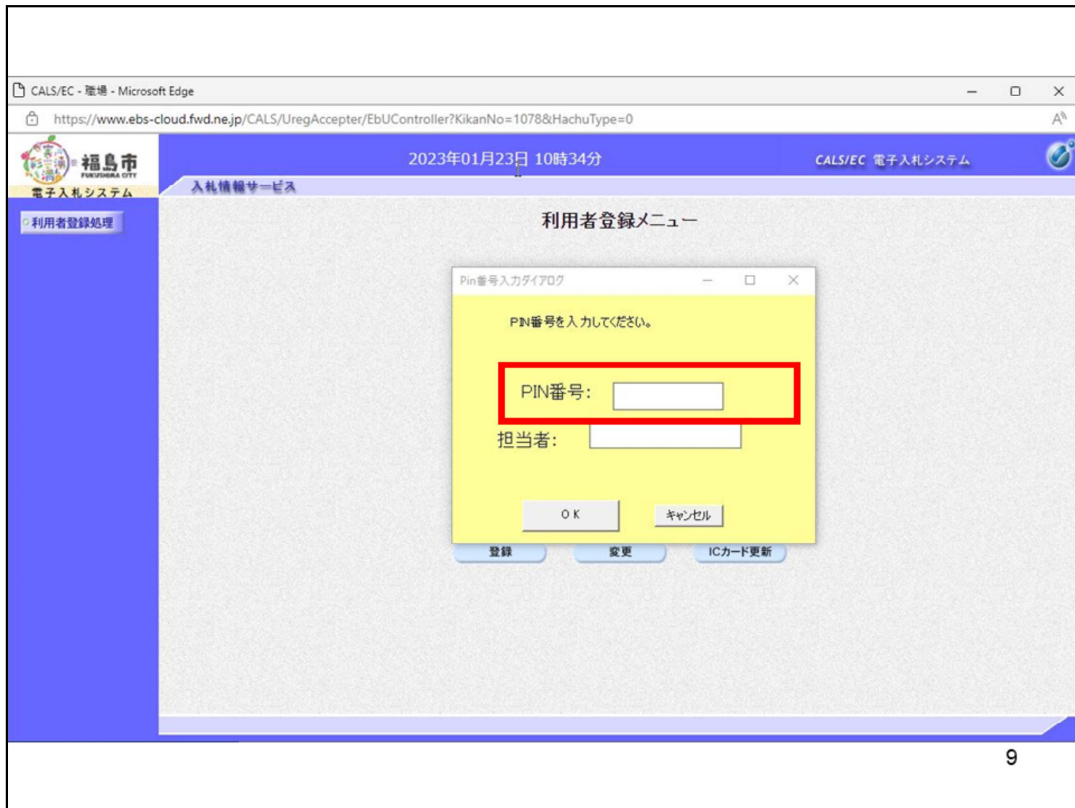 CALS/EC - 職場 - Microsoft Edge
https://www.ebs-cloud.fwd.ne.jp/CALS/UregAccepter/EbUController?KikanNo=1078&HachuType=0
福島市
FUKUSHIMA CITY
電子入札システム
2023年01月23日 10時34分
CALS/EC 電子入札システム
入札情報サービス
利用者登録処理
利用者登録メニュー
Pin番号入力ダイアログ
PIN番号を入力してください。
PIN番号:
担当者:
OK
キャンセル
登録
変更
ICカード更新
9